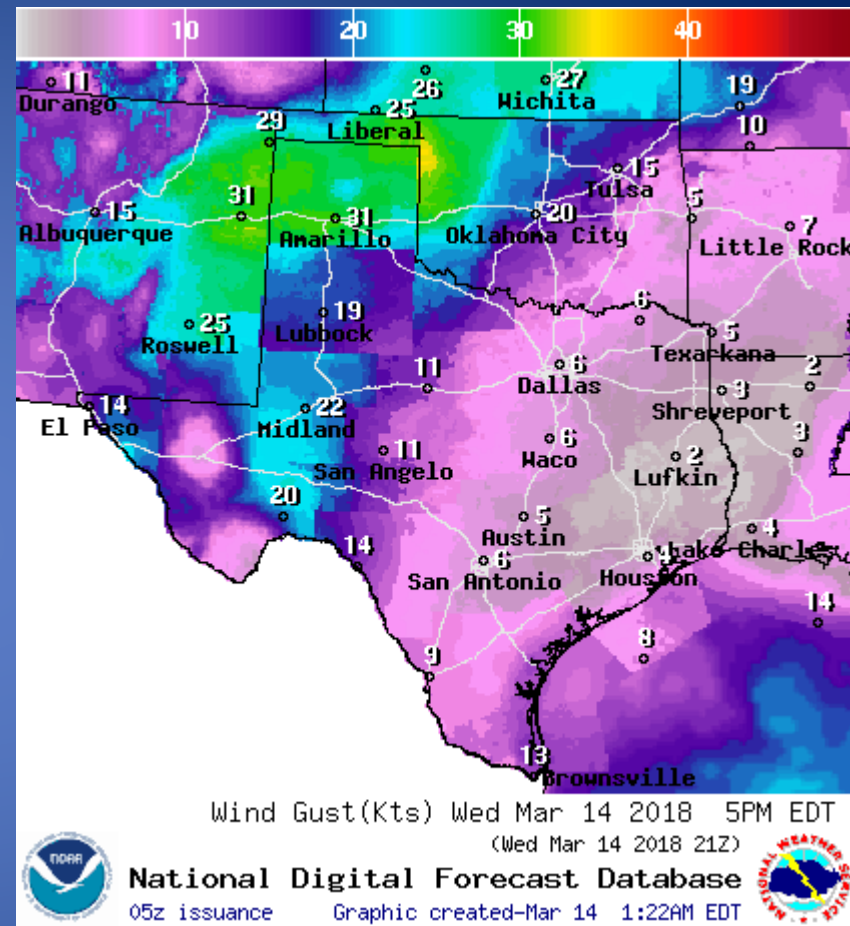 10 20 30 40
11 26 27 19
Durango 25 Wichita
Liberal
29 10
15
Tulsa
15 31 31 20 5 7
Albuquerque Amarillo Oklahoma City Little Rock
19 6
25 Lubbock 5
Roswell Texarkana
11 6 2
Dallas 3
14 22 Shreveport
El Paso Midland
11 6 3
San Angelo Waco 2
Lufkin
20 5
Austin 4
14 6 4 Lake Charles
San Antonio Houston
14
8
9
13
Brownsville
Wind Gust(Kts) Wed Mar 14 2018 5PM EDT
(Wed Mar 14 2018 21Z)
NOAA
NATIONAL WEATHER SERVICE
National Digital Forecast Database
05z issuance Graphic created-Mar 14 1:22AM EDT